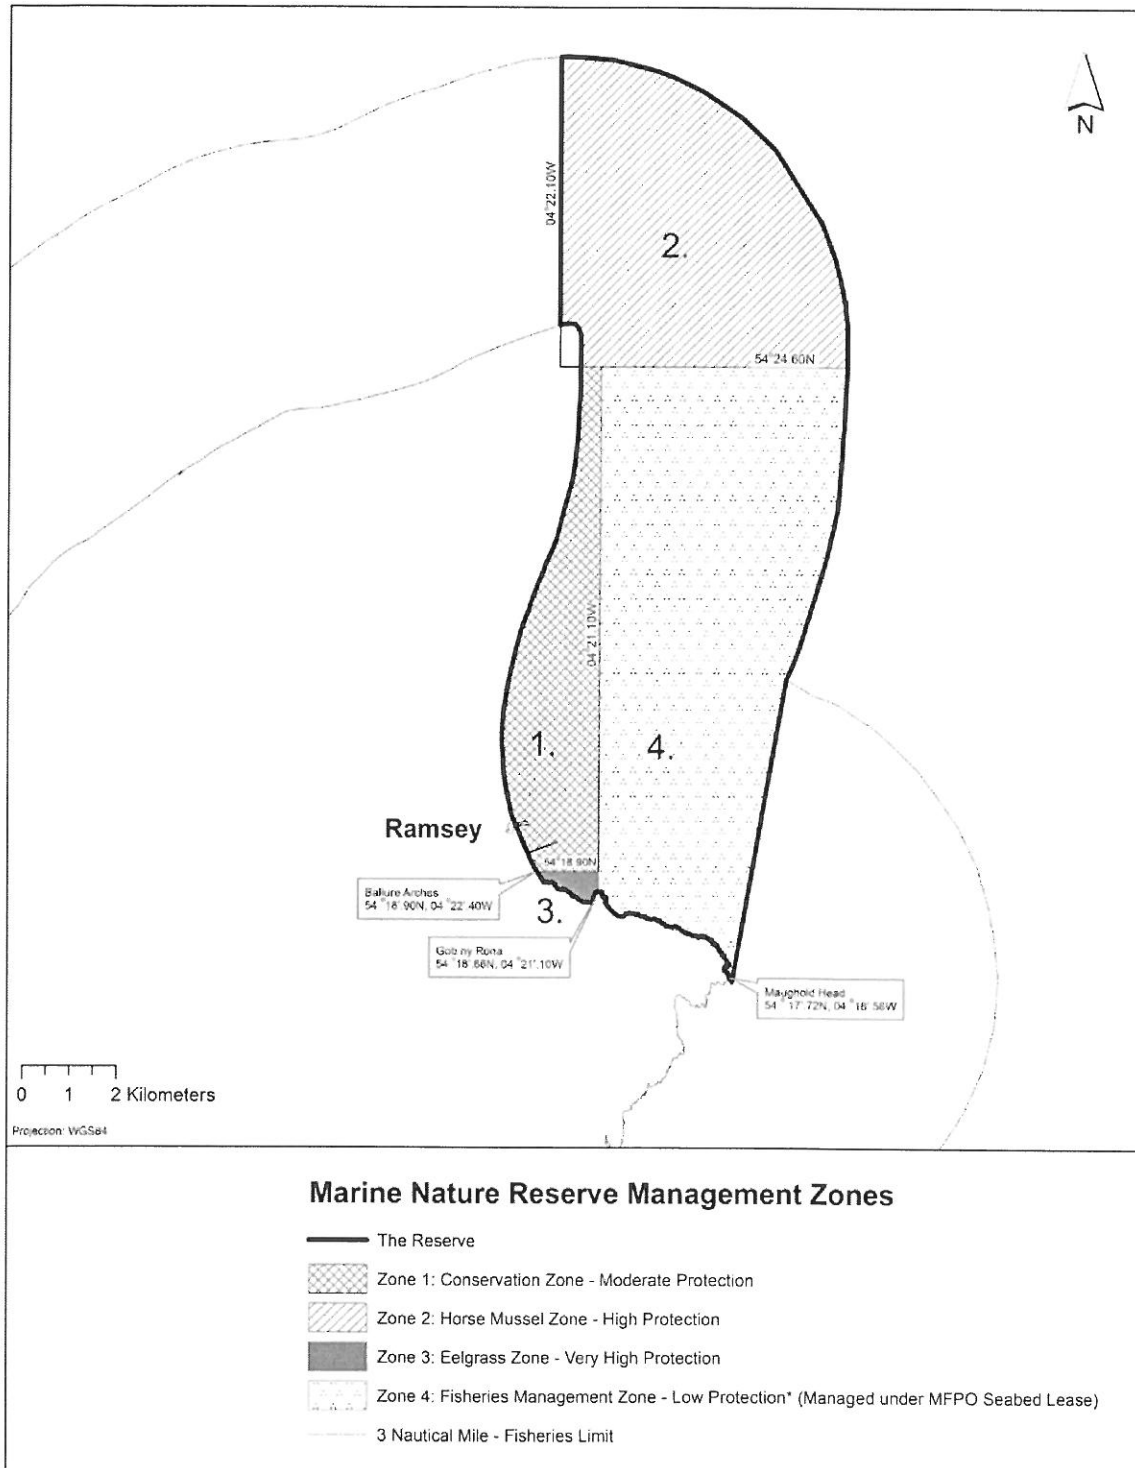 N
04°22.10W
2.
54°24.60N
04°21.10W
1.
4.
Ramsey
54°18.90N
Ballure Arches
54°18'.90N, 04°22'.40W
3.
Gob ny Rona
54°18'.66N, 04°21'.10W
Maughold Head
54°17'.72N, 04°18'.58W
0 1 2 Kilometers
Projection: WGS84
Marine Nature Reserve Management Zones
The Reserve
Zone 1: Conservation Zone - Moderate Protection
Zone 2: Horse Mussel Zone - High Protection
Zone 3: Eelgrass Zone - Very High Protection
Zone 4: Fisheries Management Zone - Low Protection* (Managed under MFPO Seabed Lease)
3 Nautical Mile - Fisheries Limit